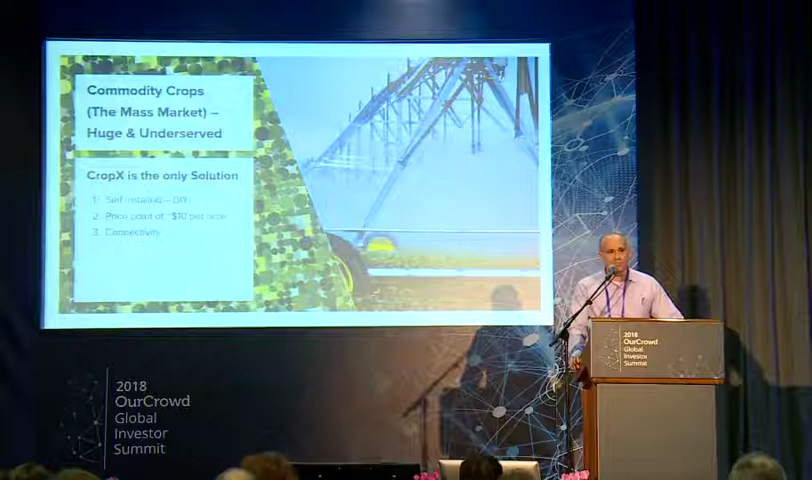 Commodity Crops
(The Mass Market) –
Huge & Underserved
CropX is the only Solution
1. Self installed – DIY
2. Price point of ~$10 per acre
3. Connectivity
2018
OurCrowd
Global
Investor
Summit
2018
OurCrowd
Global
Investor
Summit